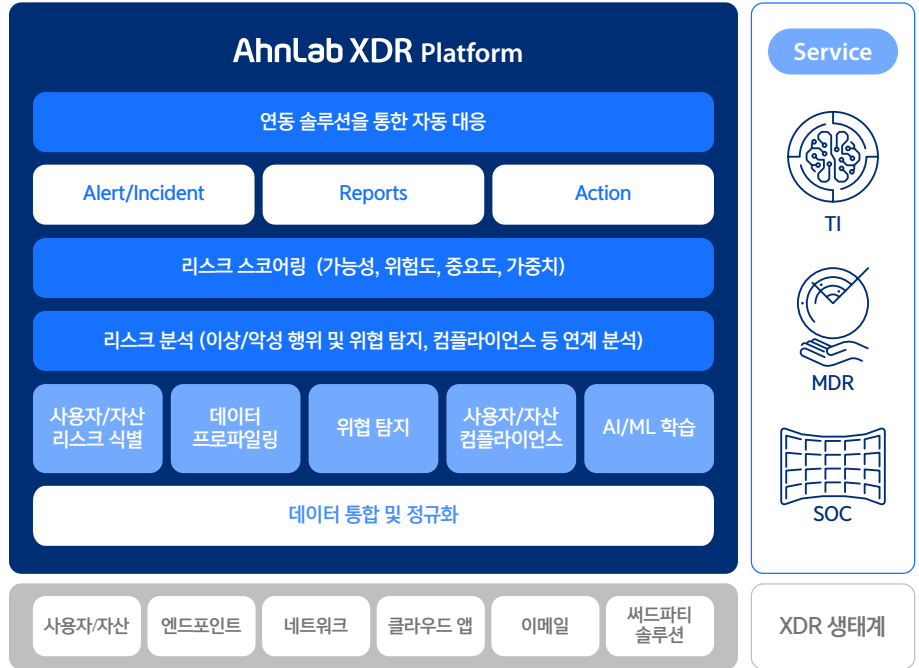 AhnLab XDR Platform
연동 솔루션을 통한 자동 대응
Alert/Incident
Reports
Action
리스크 스코어링 (가능성, 위험도, 중요도, 가중치)
리스크 분석 (이상/악성 행위 및 위협 탐지, 컴플라이언스 등 연계 분석)
사용자/자산
리스크 식별
데이터
프로파일링
위협 탐지
사용자/자산
컴플라이언스
AI/ML 학습
데이터 통합 및 정규화
사용자/자산
엔드포인트
네트워크
클라우드 앱
이메일
써드파티
솔루션
Service
TI
MDR
SOC
XDR 생태계